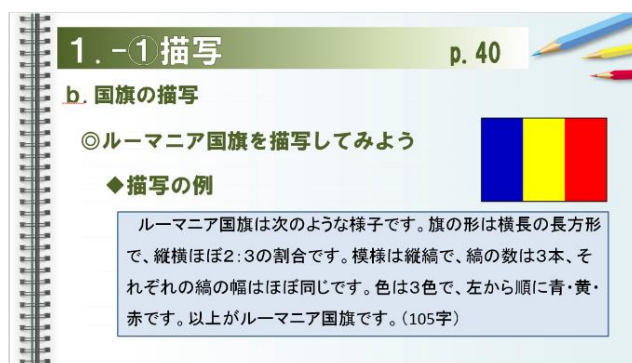 1.-①描写 p.40
b.国旗の描写
◎ルーマニア国旗を描写してみよう
◆描写の例
ルーマニア国旗は次のような様子です。旗の形は横長の長方形
で、縦横ほぼ2:3の割合です。模様は縦縞で、縞の数は3本、そ
れぞれの縞の幅はほぼ同じです。色は3色で、左から順に青・黄・
赤です。以上がルーマニア国旗です。(105字)